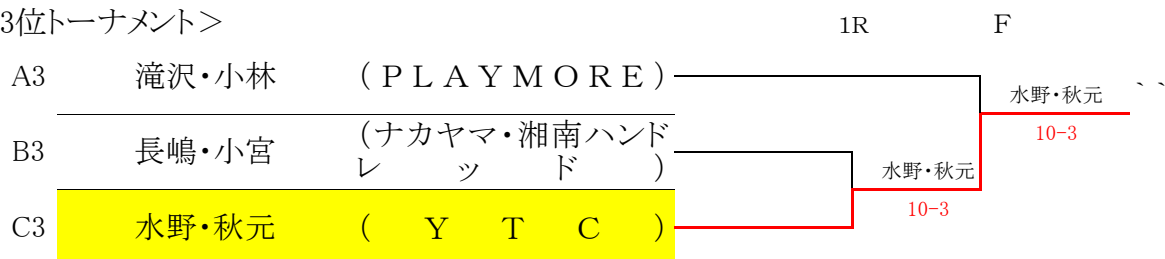 3位トーナメント＞ 1R F
A3 滝沢・小林 (PLAYMORE)
水野・秋元 ``
10-3
B3 長嶋・小宮 (ナカヤマ・湘南ハンド
レッド)
水野・秋元
10-3
C3 水野・秋元 (YTC)